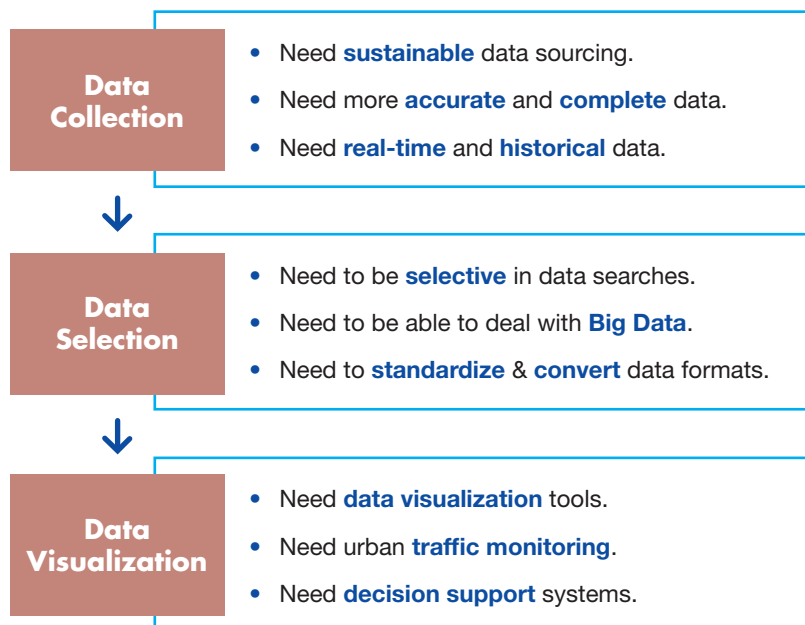 Data
Collection
• Need sustainable data sourcing.
• Need more accurate and complete data.
• Need real-time and historical data.
Data
Selection
• Need to be selective in data searches.
• Need to be able to deal with Big Data.
• Need to standardize & convert data formats.
Data
Visualization
• Need data visualization tools.
• Need urban traffic monitoring.
• Need decision support systems.